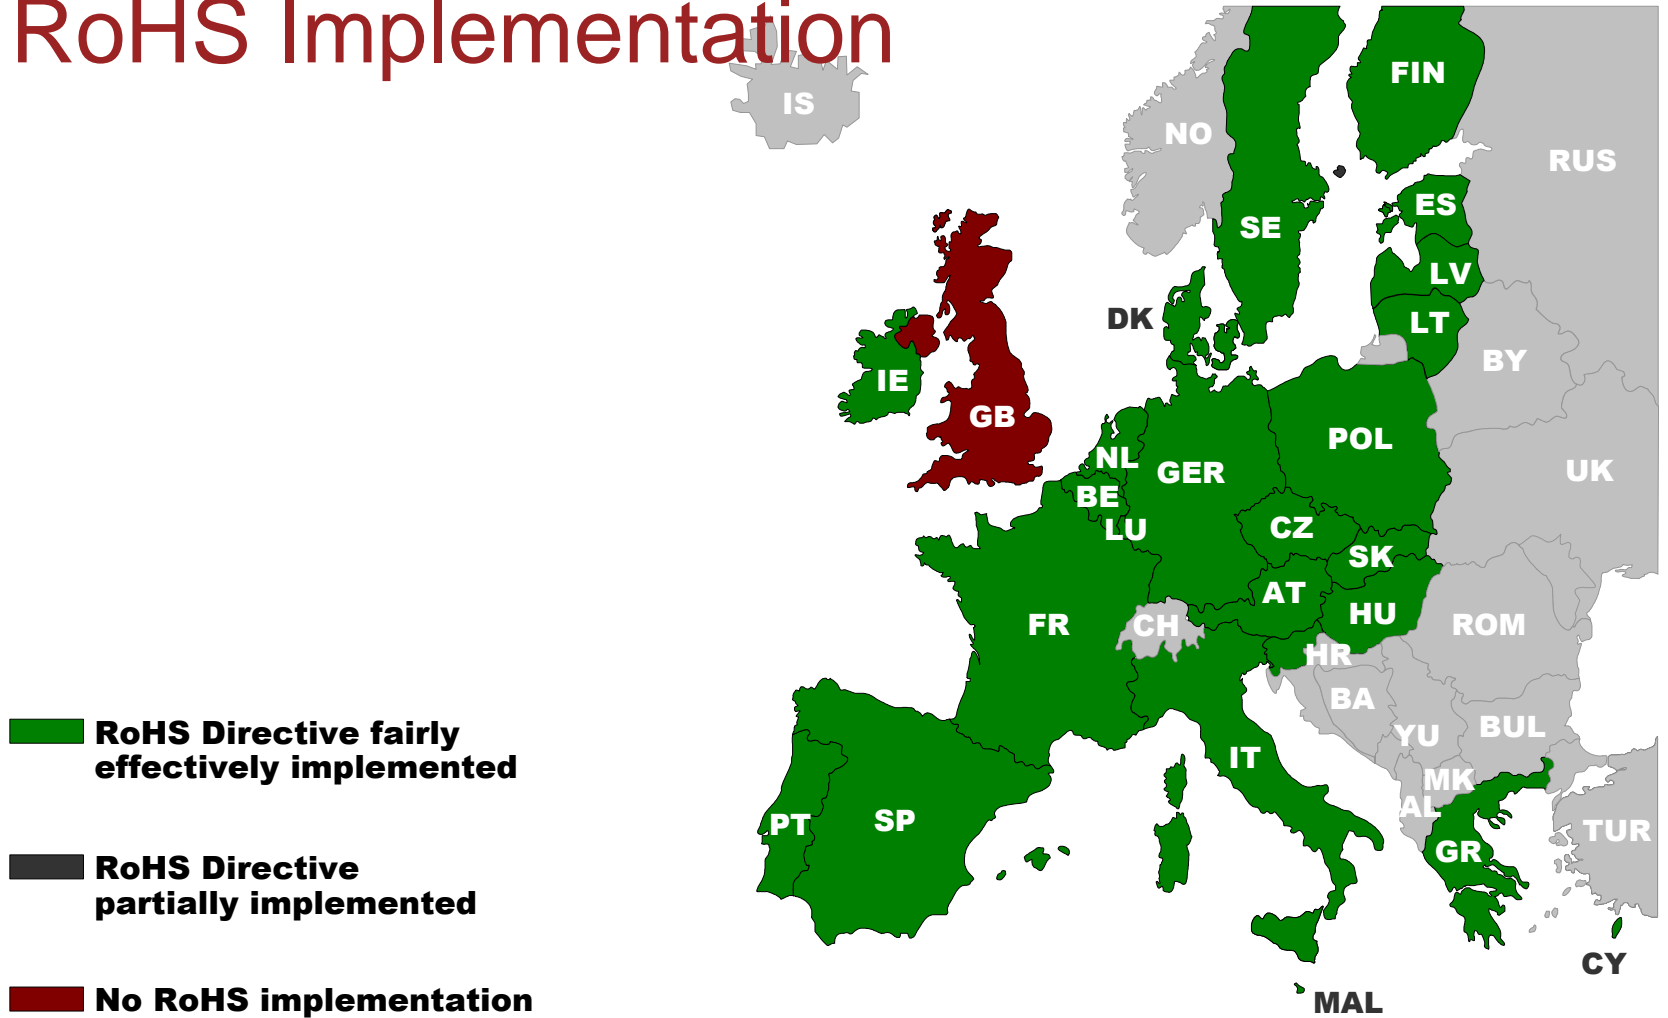 RoHS Implementation
IS
NO
FIN
RUS
SE
ES
LV
DK
LT
BY
IE
GB
POL
NL
GER
UK
BE
LU
CZ
SK
AT
HU
FR
CH
ROM
HR
BA
YU
BUL
IT
MK
AL
PT
SP
TUR
GR
CY
MAL
RoHS Directive fairly
effectively implemented
RoHS Directive
partially implemented
No RoHS implementation